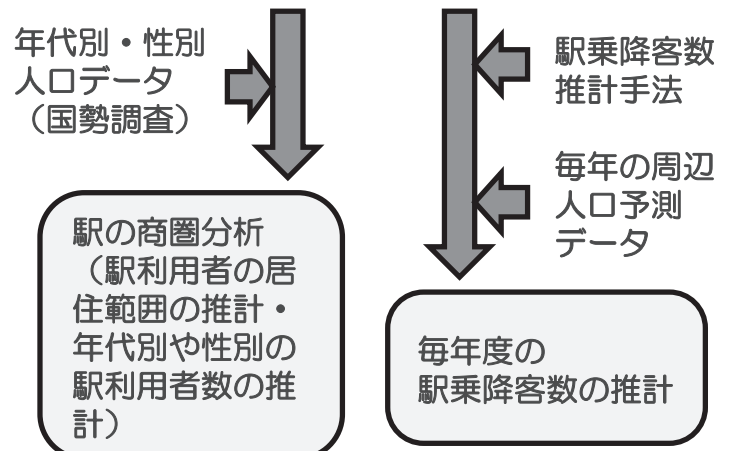 年代別・性別
人口データ
（国勢調査）
駅乗降客数
推計手法
毎年の周辺
人口予測
データ
駅の商圏分析
（駅利用者の居
住範囲の推計・
年代別や性別の
駅利用者数の推
計）
毎年度の
駅乗降客数の推計